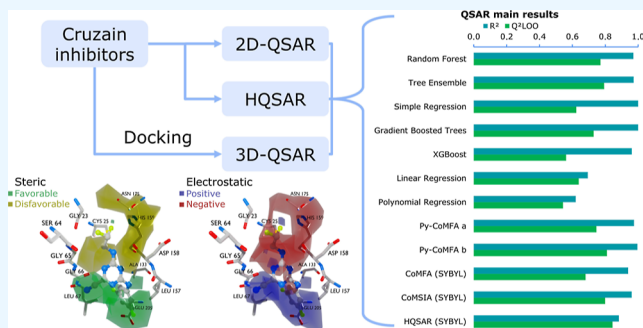 Cruzain
inhibitors
2D-QSAR
HQSAR
Docking
3D-QSAR
Steric
Favorable
Disfavorable
Electrostatic
Positive
Negative
ASN 175
HIS 159
GLY 23
CYS 25
SER 64
GLY 65
GLY 66
LEU 67
ASP 158
ALA 133
LEU 157
GLU 205
QSAR main results
R² Q²LOO
0 0,2 0,4 0,6 0,8 1,0
Random Forest
Tree Ensemble
Simple Regression
Gradient Boosted Trees
XGBoost
Linear Regression
Polynomial Regression
Py-CoMFA a
Py-CoMFA b
CoMFA (SYBYL)
CoMSIA (SYBYL)
HQSAR (SYBYL)